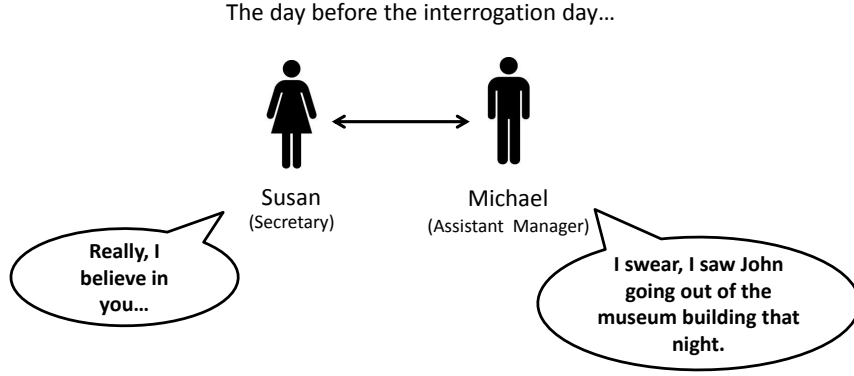 The day before the interrogation day…
Susan
(Secretary)
Michael
(Assistant Manager)
Really, I
believe in
you…
I swear, I saw John
going out of the
museum building that
night.